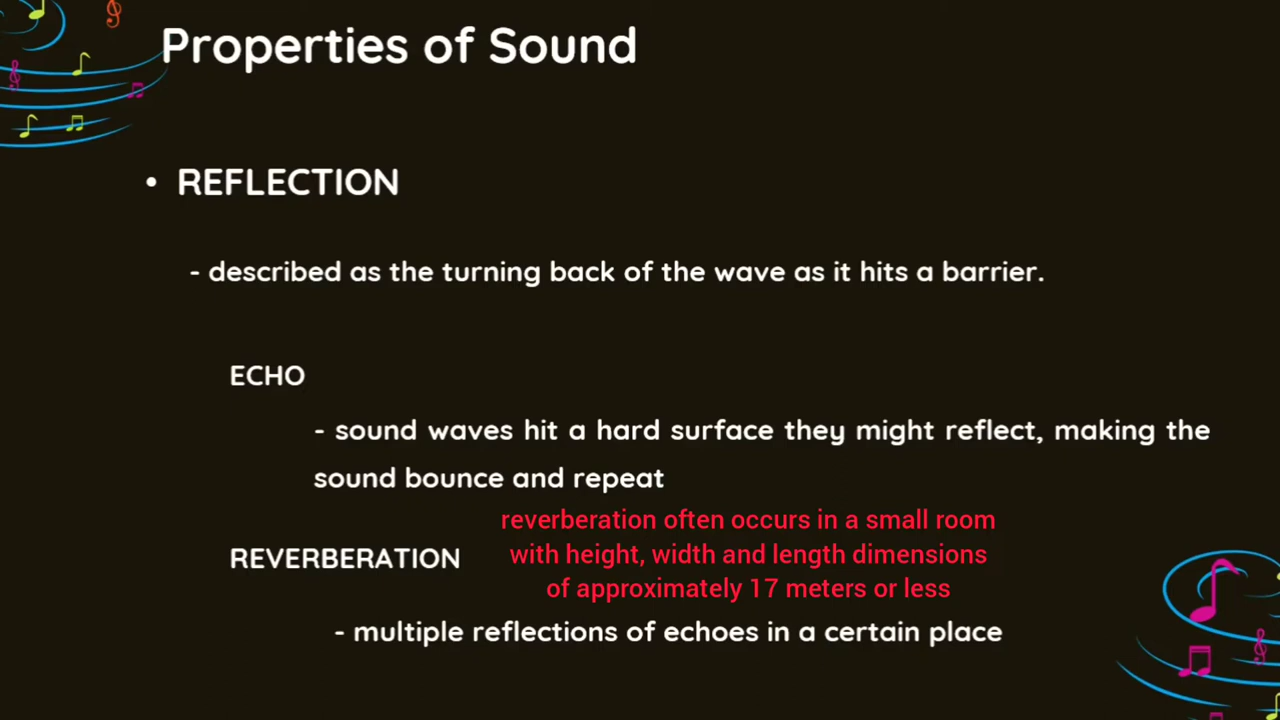 Properties of Sound
• REFLECTION
- described as the turning back of the wave as it hits a barrier.
ECHO
- sound waves hit a hard surface they might reflect, making the
sound bounce and repeat
reverberation often occurs in a small room
with height, width and length dimensions
of approximately 17 meters or less
REVERBERATION
- multiple reflections of echoes in a certain place